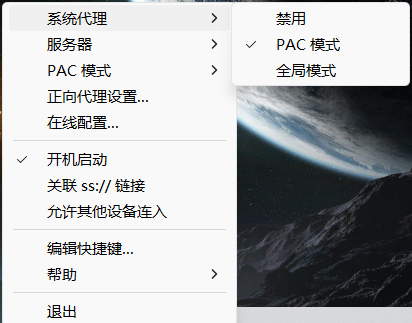 系统代理
禁用
服务器
PAC 模式
PAC 模式
全局模式
正向代理设置...
在线配置...
开机启动
关联 ss:// 链接
允许其他设备连入
编辑快捷键...
帮助
退出